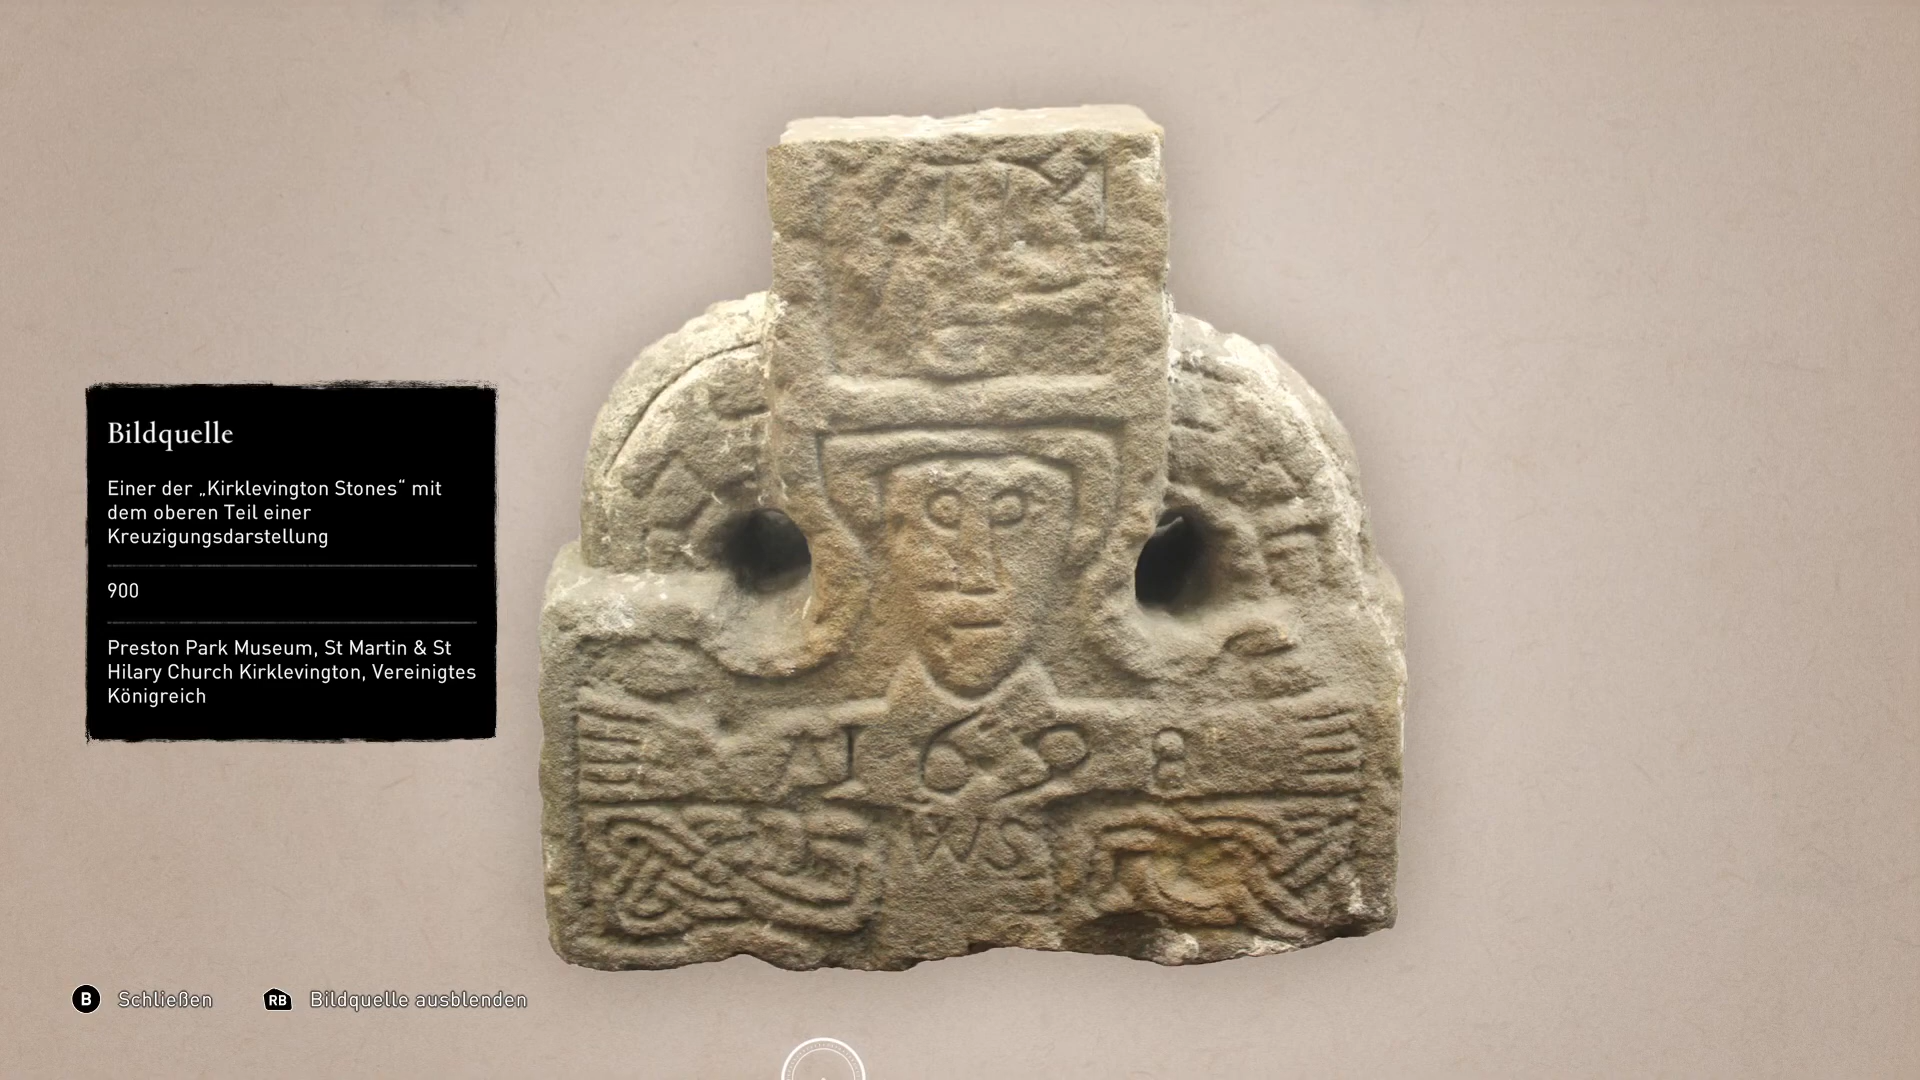 Bildquelle
Einer der „Kirklevington Stones“ mit
dem oberen Teil einer
Kreuzigungsdarstellung
900
Preston Park Museum, St Martin & St
Hilary Church Kirklevington, Vereinigtes
Königreich
1698
WS
B Schließen RB Bildquelle ausblenden